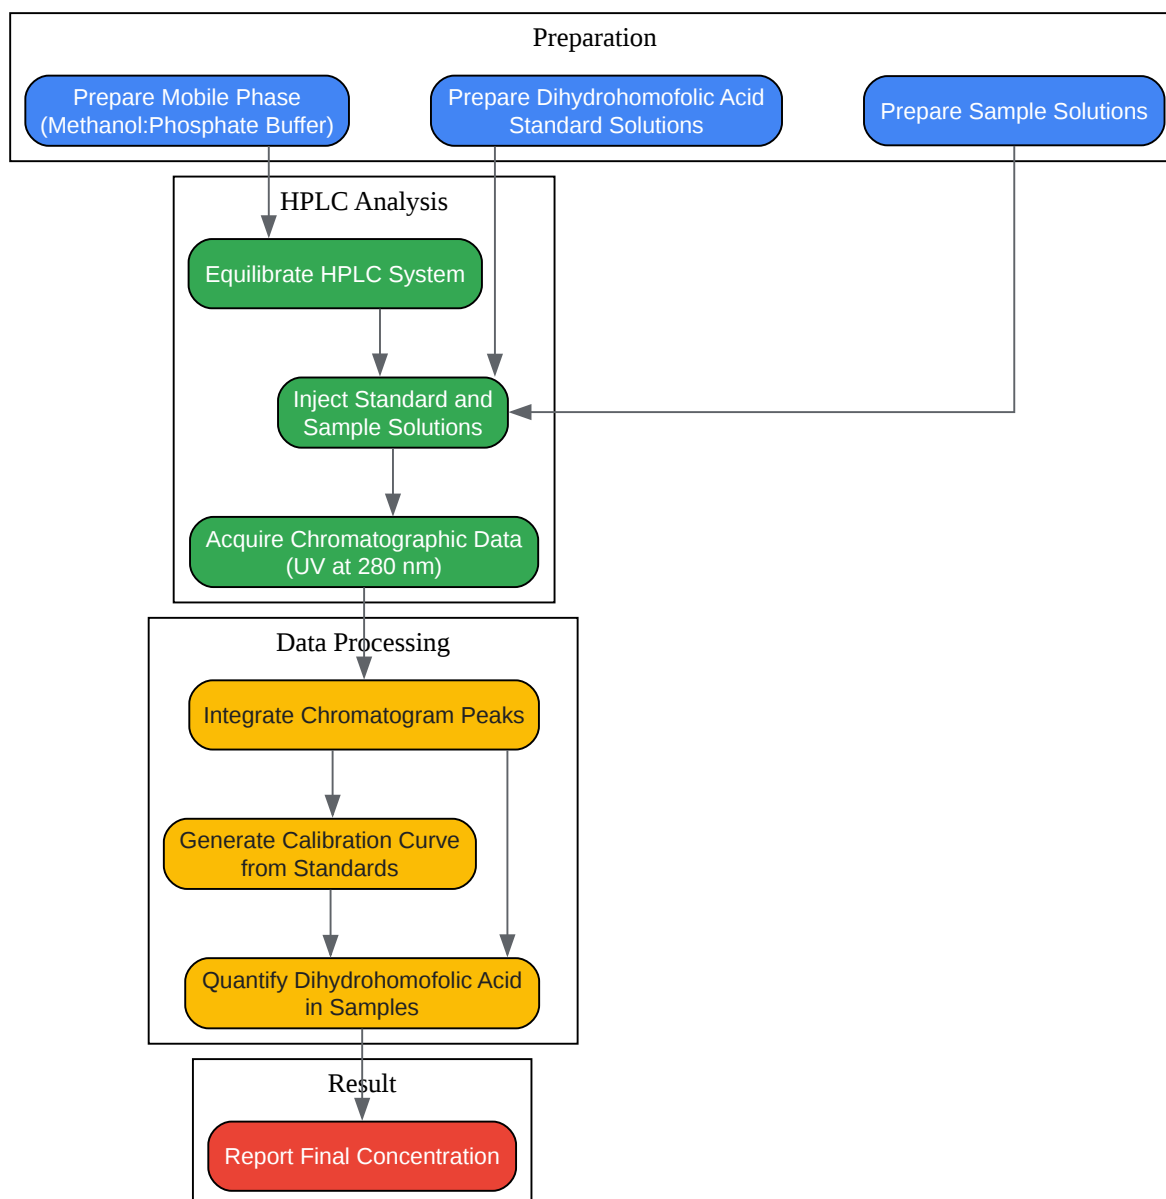 Preparation
Prepare Mobile Phase
(Methanol:Phosphate Buffer)
Prepare Dihydrohomofolic Acid
Standard Solutions
Prepare Sample Solutions
HPLC Analysis
Equilibrate HPLC System
Inject Standard and
Sample Solutions
Acquire Chromatographic Data
(UV at 280 nm)
Data Processing
Integrate Chromatogram Peaks
Generate Calibration Curve
from Standards
Quantify Dihydrohomofolic Acid
in Samples
Result
Report Final Concentration